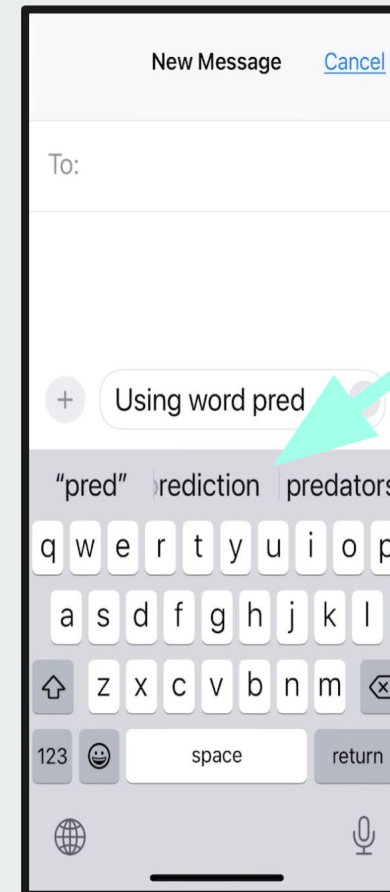 New Message Cancel
To:
+ Using word pred
“pred” rediction predators
q w e r t y u i o p
a s d f g h j k l
z x c v b n m
123 space return